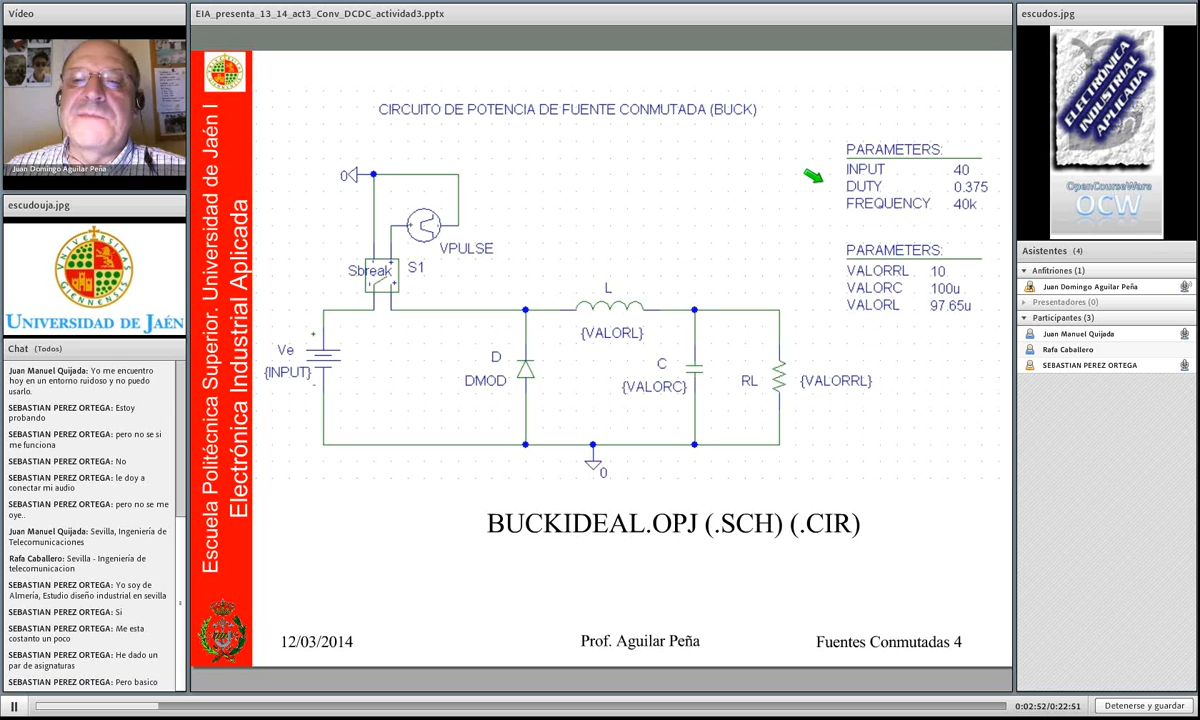 Vídeo
Juan Domingo Aguilar Peña
escudouja.jpg
UNIVERSITAS
GIENNENSIS
UNIVERSIDAD DE JAÉN
Chat (Todos)
Juan Manuel Quijada: Yo me encuentro
hoy en un entorno ruidoso y no puedo
usarlo.
SEBASTIAN PEREZ ORTEGA: Estoy
probando
SEBASTIAN PEREZ ORTEGA: pero no se si
me funciona
SEBASTIAN PEREZ ORTEGA: No
SEBASTIAN PEREZ ORTEGA: le doy a
conectar mi audio
SEBASTIAN PEREZ ORTEGA: pero no se me
oye..
Juan Manuel Quijada: Sevilla, Ingeniería de
Telecomunicaciones
Rafa Caballero: Sevilla - Ingeniería de
telecomunicacion
SEBASTIAN PEREZ ORTEGA: Yo soy de
Almería, Estudio diseño industrial en sevilla
SEBASTIAN PEREZ ORTEGA: Si
SEBASTIAN PEREZ ORTEGA: Me esta
costanto un poco
SEBASTIAN PEREZ ORTEGA: He dado un
par de asignaturas
SEBASTIAN PEREZ ORTEGA: Pero basico
EIA_presenta_13_14_act3_Conv_DCDC_actividad3.pptx
Escuela Politécnica Superior. Universidad de Jaén I
Electrónica Industrial Aplicada
CIRCUITO DE POTENCIA DE FUENTE CONMUTADA (BUCK)
0
VPULSE
Sbreak
S1
L
{VALORL}
Ve
{INPUT}
D
DMOD
C
{VALORC}
RL
{VALORRL}
0
PARAMETERS:
INPUT 40
DUTY 0.375
FREQUENCY 40k
PARAMETERS:
VALORRL 10
VALORC 100u
VALORL 97.65u
BUCKIDEAL.OPJ (.SCH) (.CIR)
12/03/2014
Prof. Aguilar Peña
Fuentes Conmutadas 4
escudos.jpg
ELECTRÓNICA
INDUSTRIAL
APLICADA
OpenCourseWare
OCW
Asistentes (4)
Anfitriones (1)
Juan Domingo Aguilar Peña
Presentadores (0)
Participantes (3)
Juan Manuel Quijada
Rafa Caballero
SEBASTIAN PEREZ ORTEGA
0:02:52/0:22:51
Detenerse y guardar